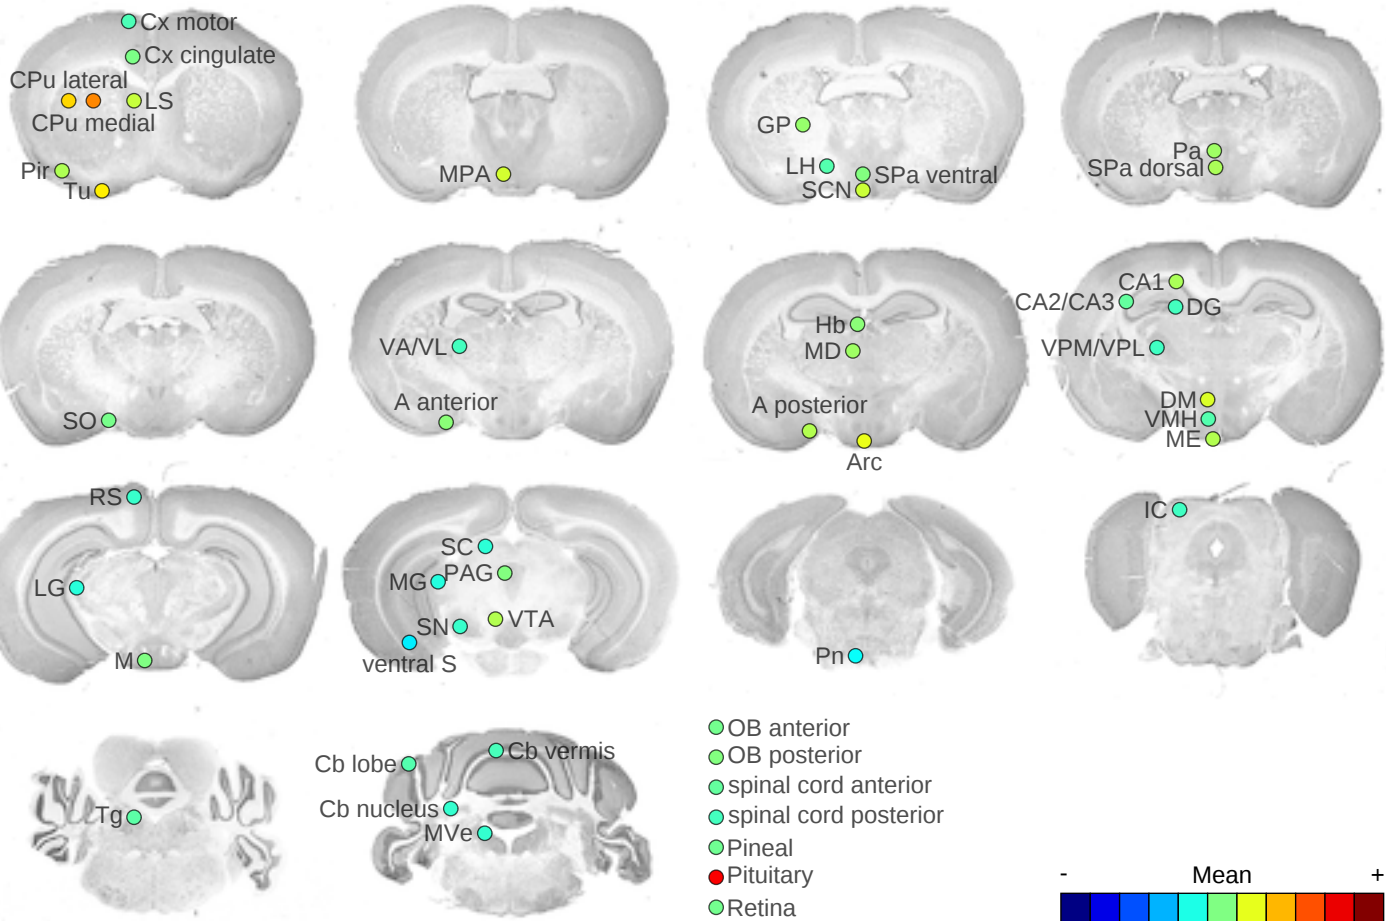 Cx motor
Cx cingulate
CPu lateral
LS
CPu medial
Pir
Tu
MPA
GP
LH
SPa ventral
SCN
Pa
SPa dorsal
SO
VA/VL
A anterior
Hb
MD
A posterior
Arc
CA1
CA2/CA3
DG
VPM/VPL
DM
VMH
ME
RS
LG
M
SC
MG
PAG
SN
VTA
ventral S
Pn
IC
Tg
Cb lobe
Cb vermis
Cb nucleus
MVe
OB anterior
OB posterior
spinal cord anterior
spinal cord posterior
Pineal
Pituitary
Retina
- Mean +